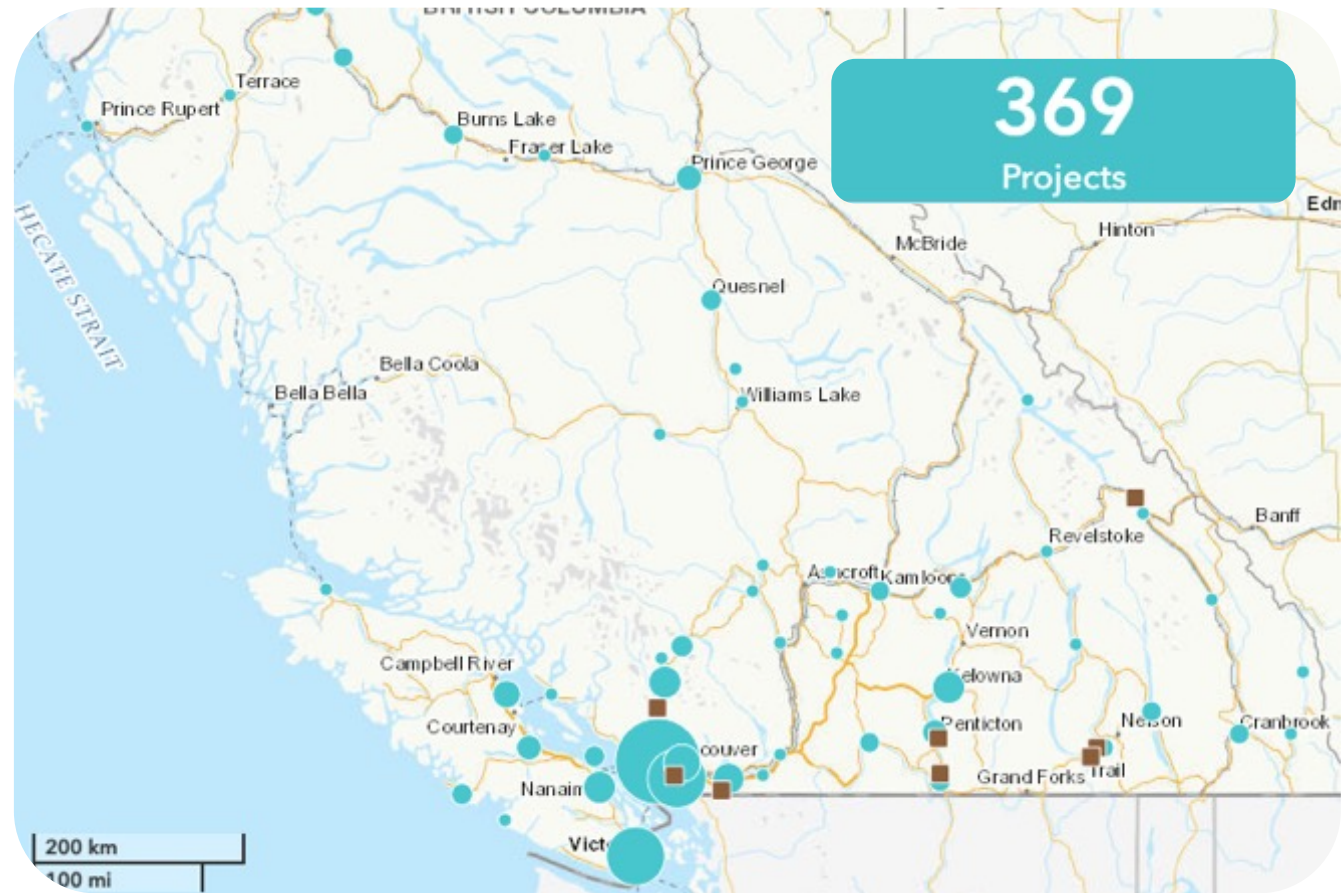 BRITISH COLUMBIA
369
Projects
Terrace
Prince Rupert
Burns Lake
Fraser Lake
Prince George
Edn
Hinton
McBride
HECATE STRAIT
Quesnel
Bella Coola
Bella Bella
Williams Lake
Banff
Revelstoke
Ashcroft
Kamloops
Vernon
Campbell River
Kelowna
Courtenay
Penticton
Nelson
Cranbrook
couver
Nanaim
Grand Forks
Trail
Vict
200 km
100 mi